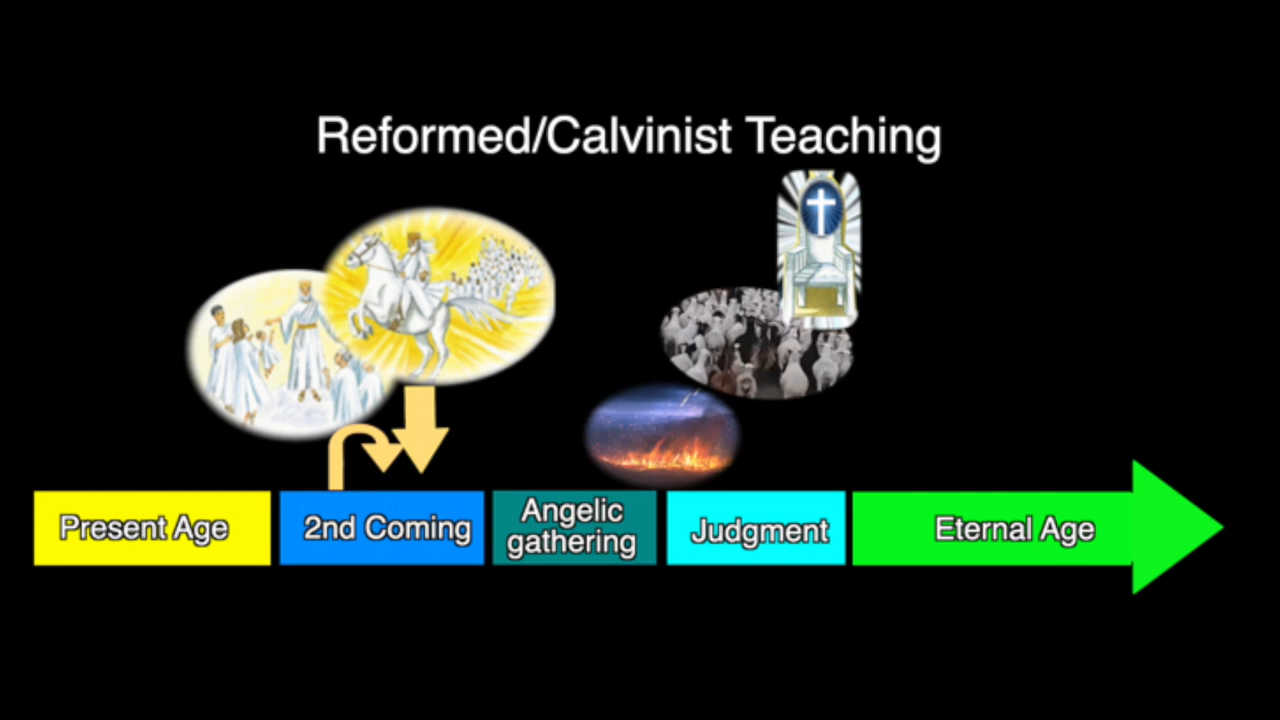 Reformed/Calvinist Teaching
Present Age
2nd Coming
Angelic
gathering
Judgment
Eternal Age